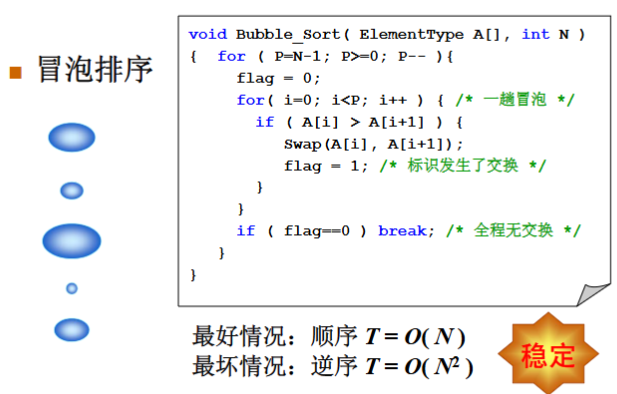 冒泡排序
void Bubble_Sort( ElementType A[], int N )
{  for ( P=N-1; P>=0; P-- ){
flag = 0;
for( i=0; i<P; i++ ) { /* 一趟冒泡 */
if ( A[i] > A[i+1] ) {
Swap(A[i], A[i+1]);
flag = 1; /* 标识发生了交换 */
}
}
if ( flag==0 ) break; /* 全程无交换 */
}
}
最好情况：顺序 T = O( N )
最坏情况：逆序 T = O( N² )
稳定